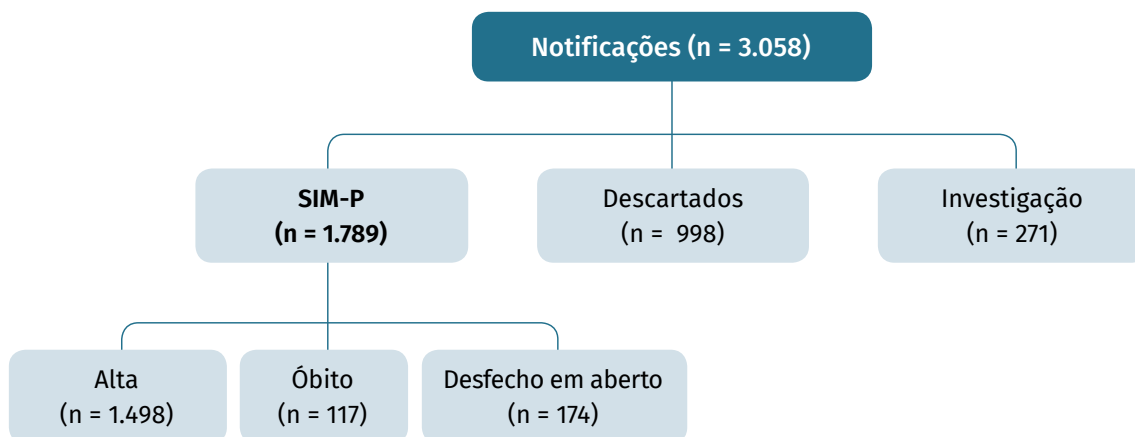 Notificações (n = 3.058)
SIM-P
(n = 1.789)
Descartados
(n =  998)
Investigação
(n = 271)
Alta
(n = 1.498)
Óbito
(n = 117)
Desfecho em aberto
(n = 174)